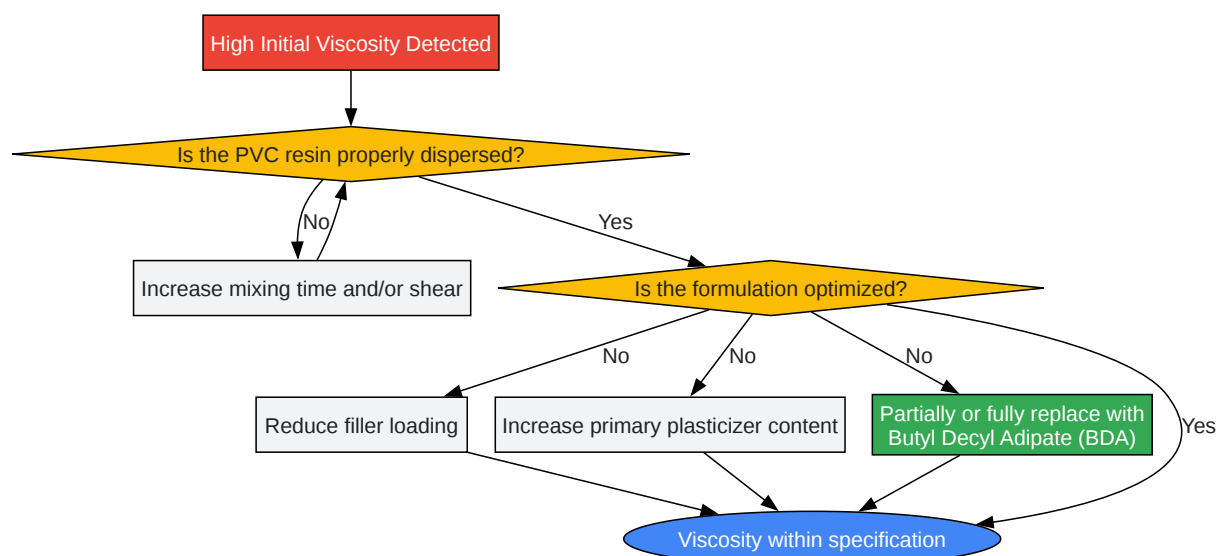 High Initial Viscosity Detected
Is the PVC resin properly dispersed?
No
Yes
Increase mixing time and/or shear
Is the formulation optimized?
No
No
No
Yes
Reduce filler loading
Increase primary plasticizer content
Partially or fully replace with
Butyl Decyl Adipate (BDA)
Viscosity within specification